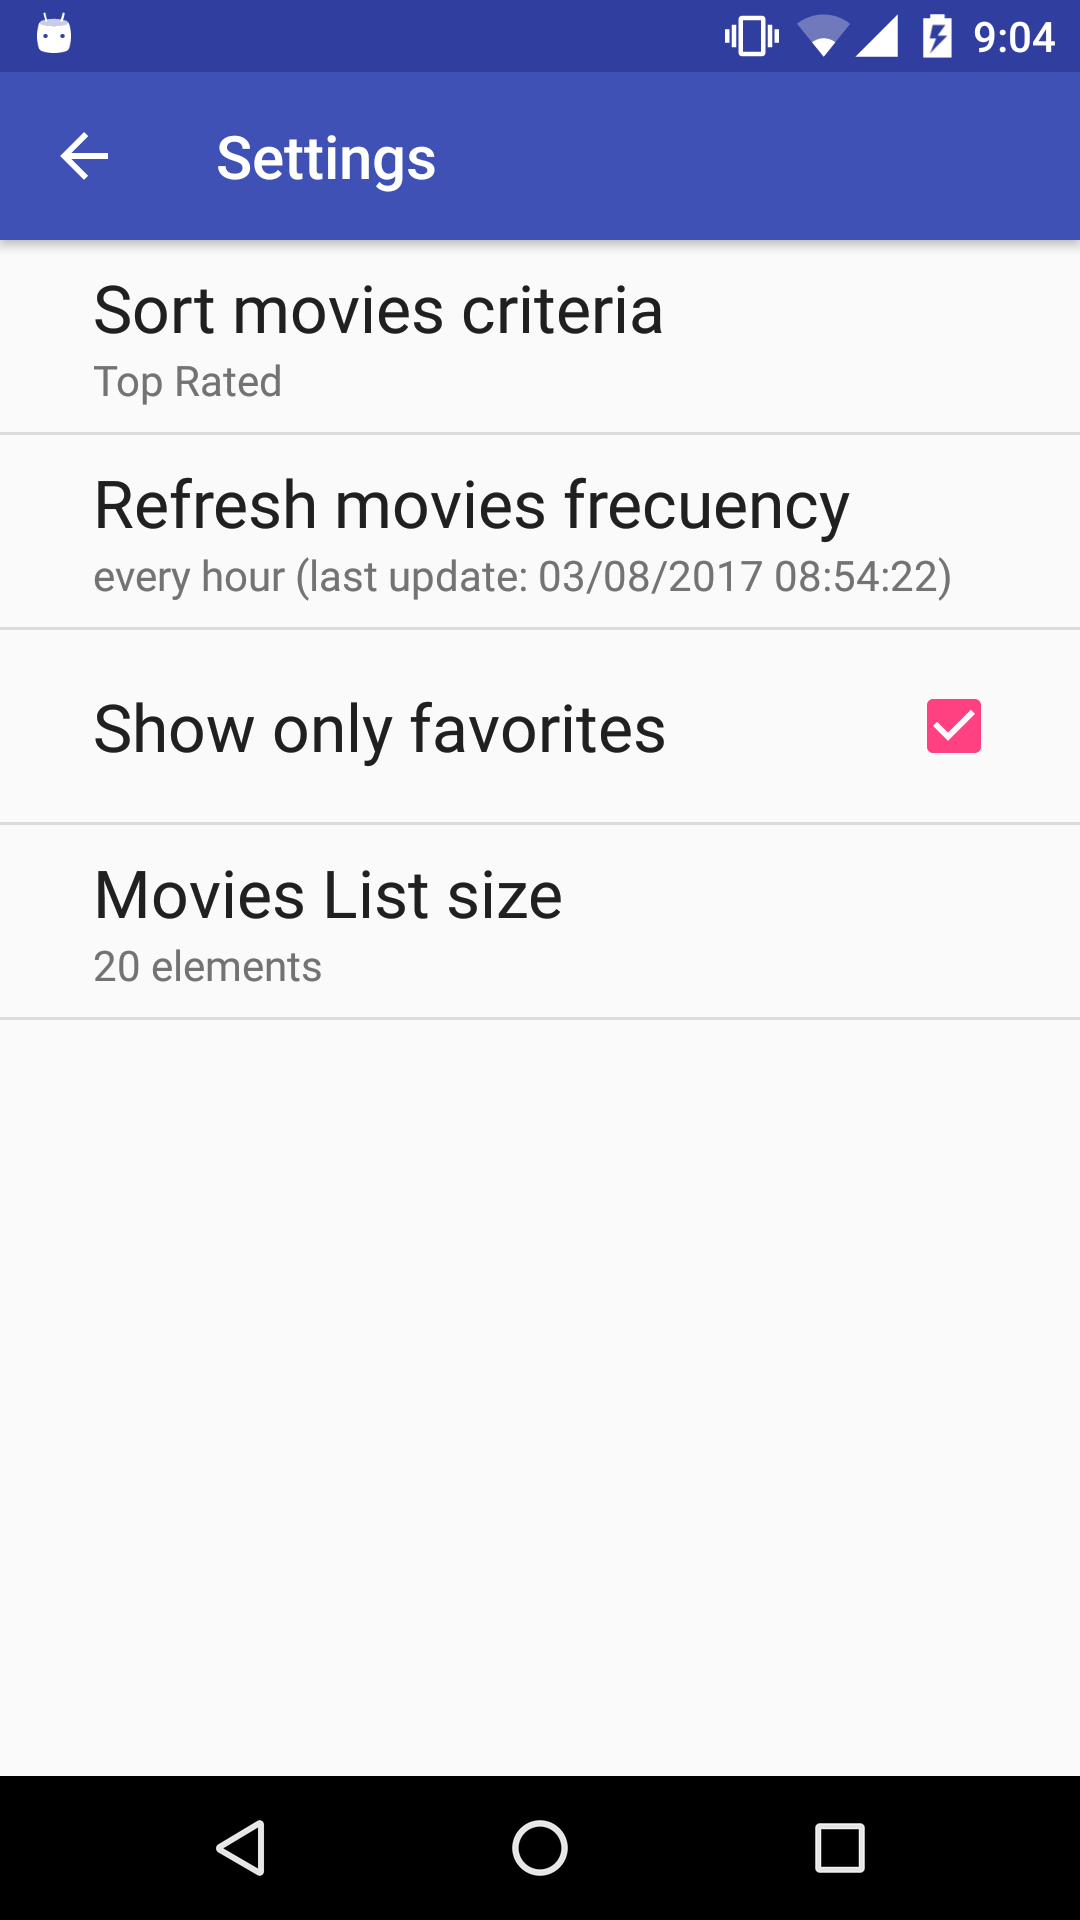 9:04
Settings
Sort movies criteria
Top Rated
Refresh movies frecuency
every hour (last update: 03/08/2017 08:54:22)
Show only favorites
Movies List size
20 elements